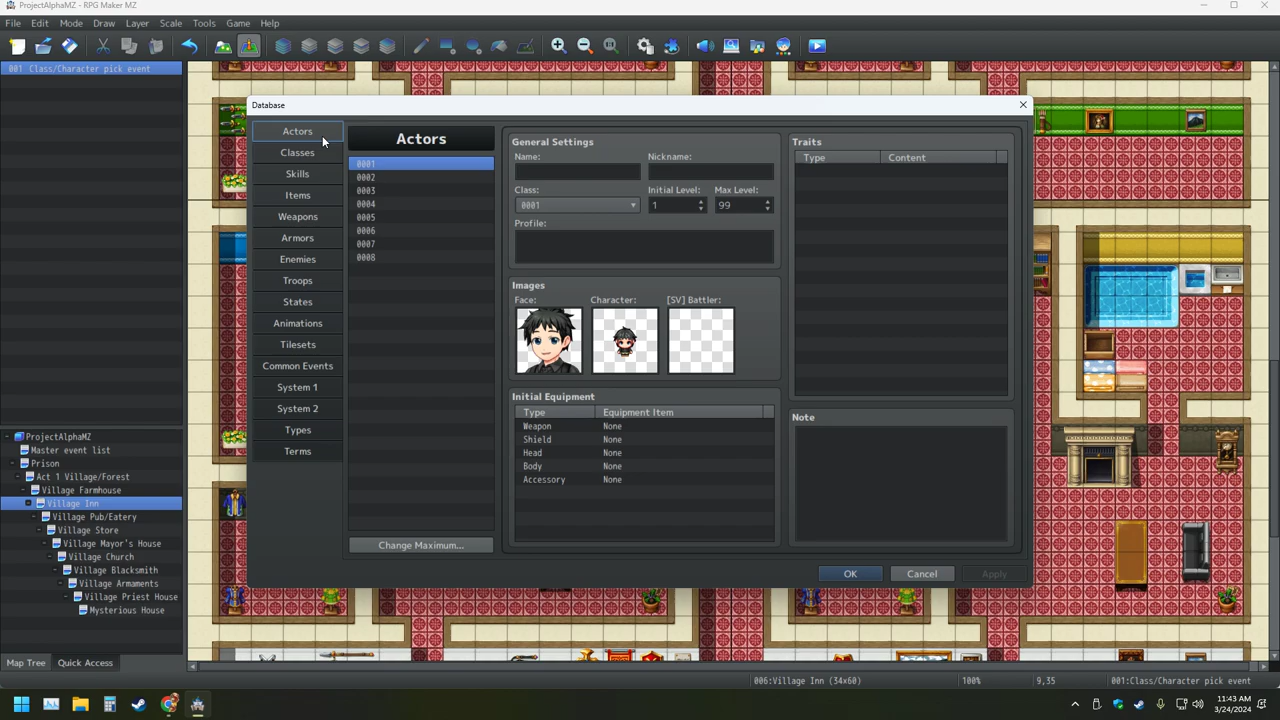 ProjectAlphaMZ - RPG Maker MZ
File Edit Mode Draw Layer Scale Tools Game Help
001 Class/Character pick event
Database
Actors
Classes
Skills
Items
Weapons
Armors
Enemies
Troops
States
Animations
Tilesets
Common Events
System 1
System 2
Types
Terms
Actors
0001
0002
0003
0004
0005
0006
0007
0008
Change Maximum...
General Settings
Name: Nickname:
Class: Initial Level: Max Level:
0001 1 99
Profile:
Images
Face: Character: [SV] Battler:
Initial Equipment
Type Equipment Item
Weapon None
Shield None
Head None
Body None
Accessory None
Traits
Type Content
Note
OK Cancel Apply
ProjectAlphaMZ
Master event list
Prison
Act 1 Village/Forest
Village Farmhouse
Village Inn
Village Pub/Eatery
Village Store
Village Mayor's House
Village Church
Village Blacksmith
Village Armaments
Village Priest House
Mysterious House
Map Tree Quick Access
006:Village Inn (34x60) 100% 9,35 001:Class/Character pick event
11:43 AM
3/24/2024